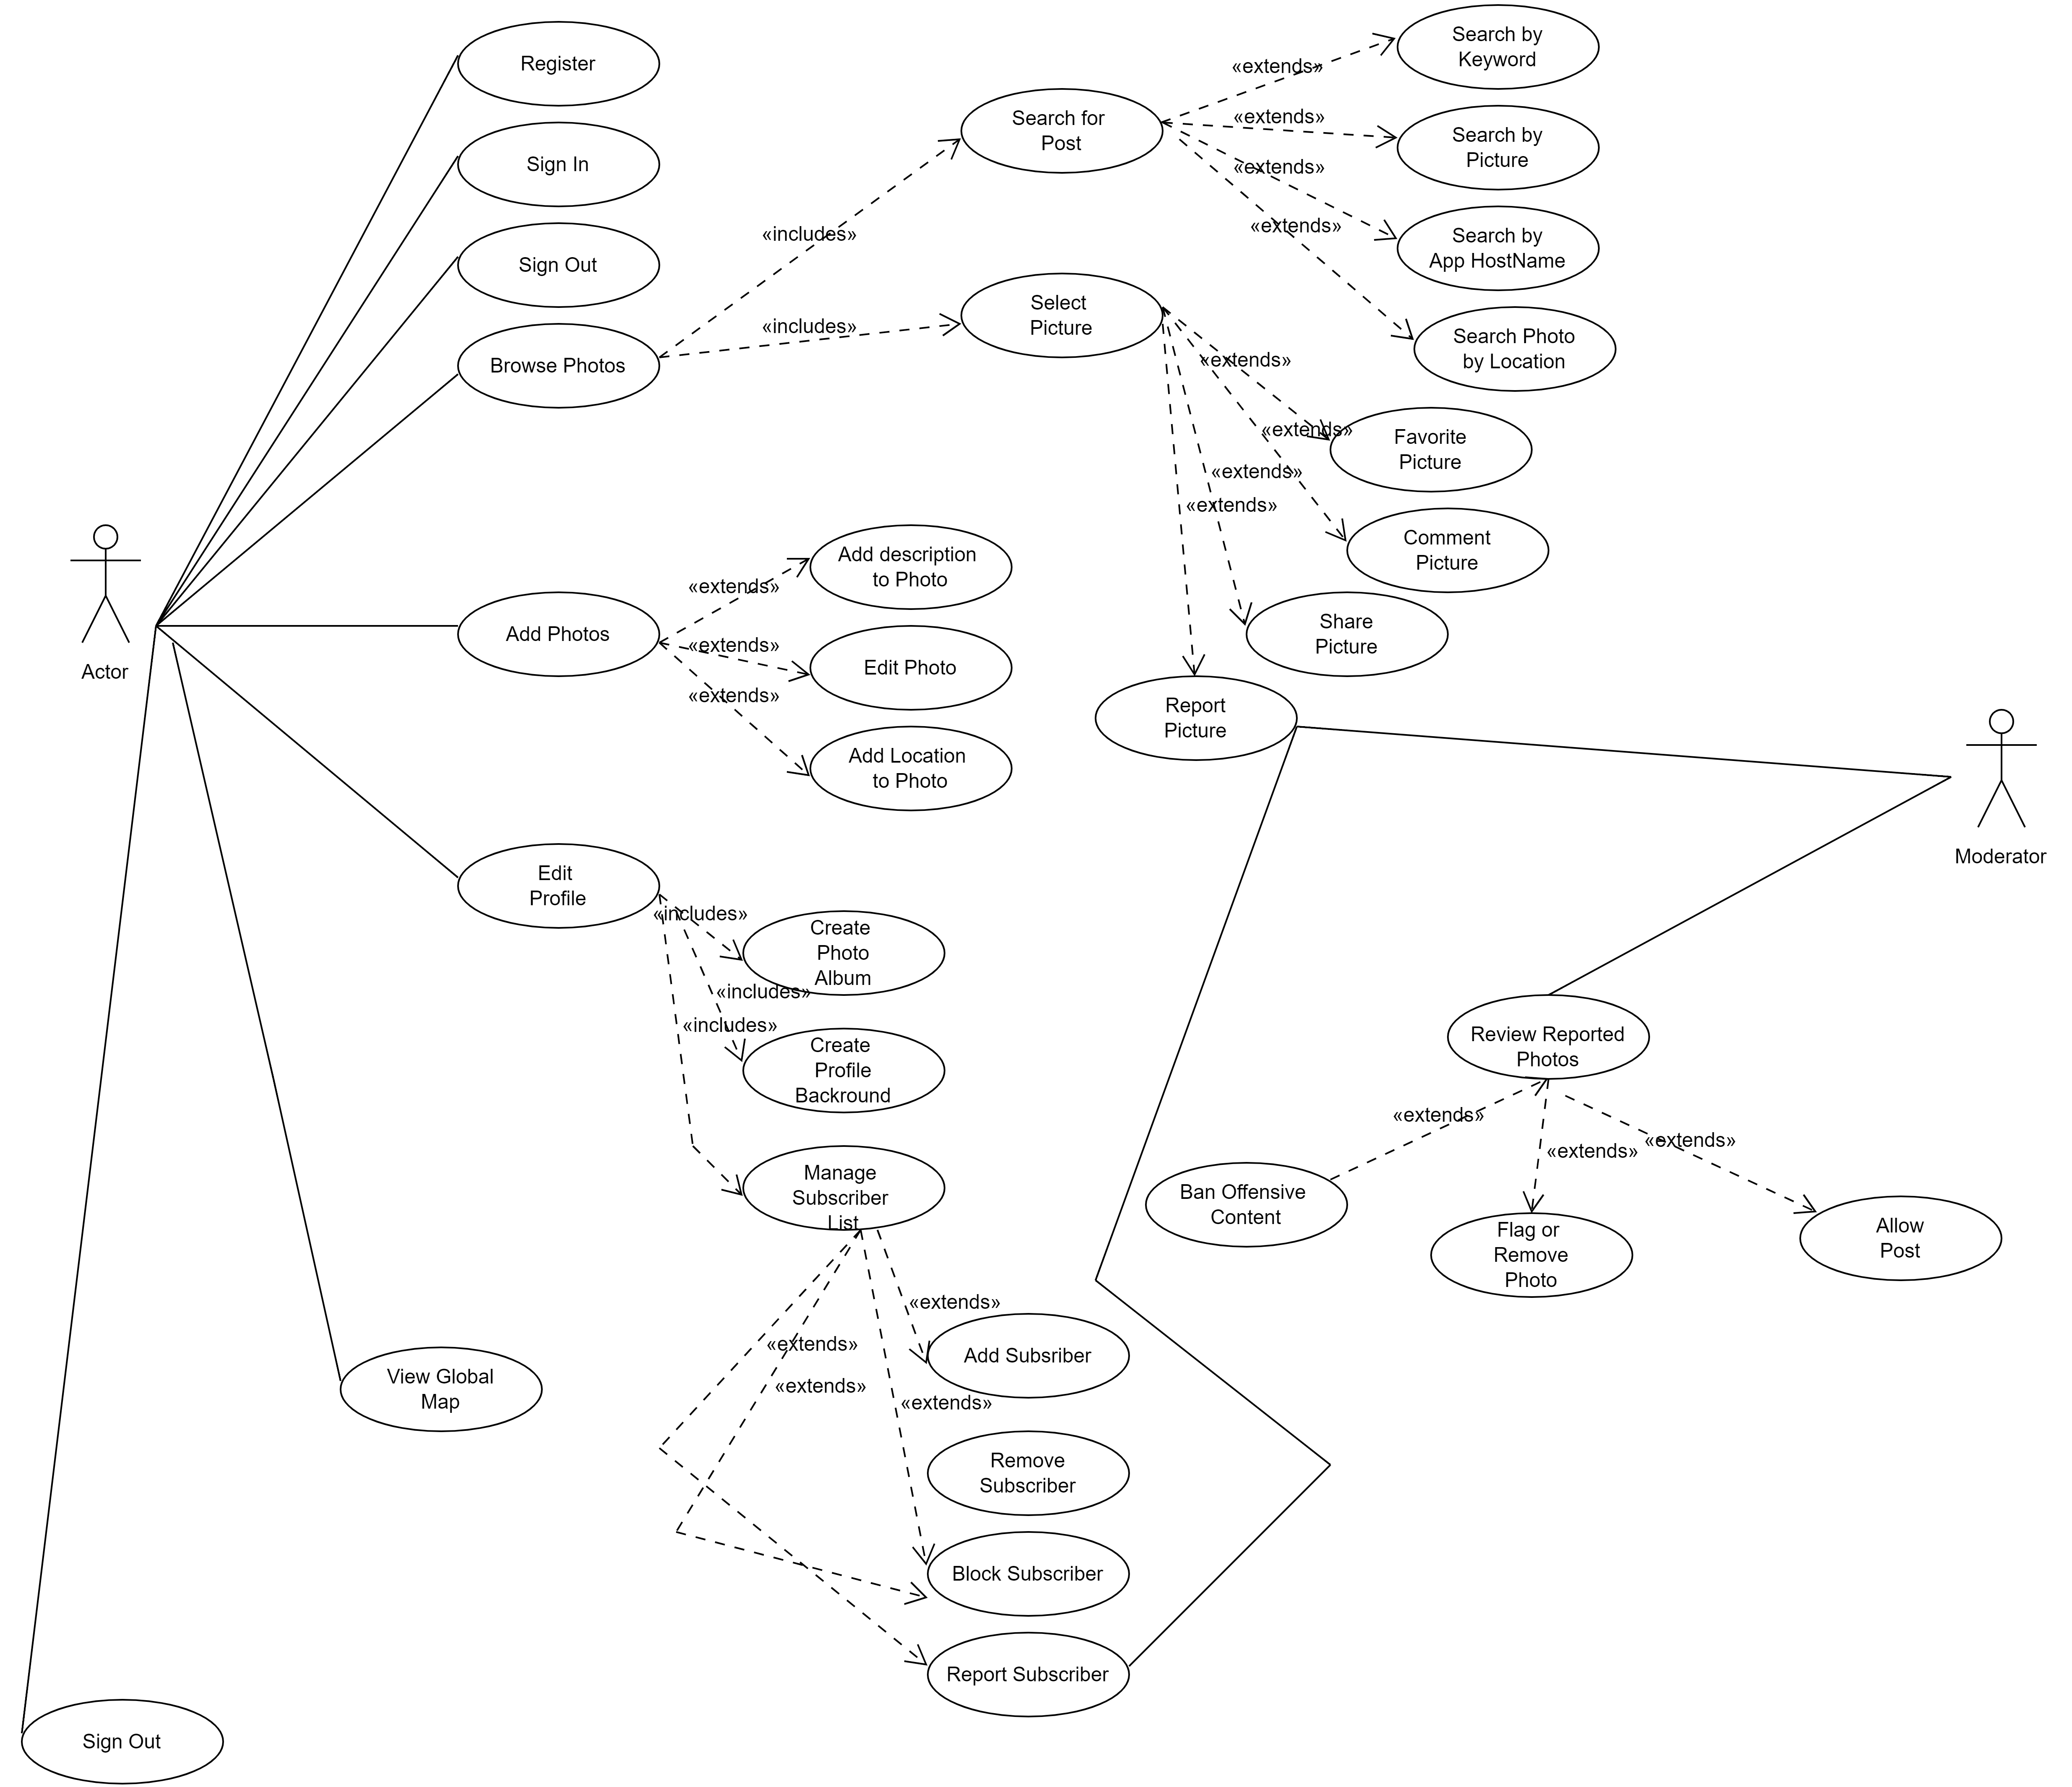 Register
Sign In
Sign Out
Browse Photos
«includes»
«includes»
Search for
Post
«extends»
«extends»
«extends»
«extends»
Search by
Keyword
Search by
Picture
Search by
App HostName
Search Photo
by Location
Select
Picture
«extends»
«extends»
«extends»
«extends»
Favorite
Picture
Comment
Picture
Share
Picture
Report
Picture
Actor
Add Photos
«extends»
«extends»
«extends»
Add description
to Photo
Edit Photo
Add Location
to Photo
Moderator
Edit
Profile
«includes»
«includes»
«includes»
Create
Photo
Album
Create
Profile
Backround
Manage
Subscriber
List
Review Reported
Photos
«extends»
«extends»
«extends»
Ban Offensive
Content
Flag or
Remove
Photo
Allow
Post
«extends»
«extends»
«extends»
«extends»
Add Subsriber
Remove
Subscriber
Block Subscriber
Report Subscriber
View Global
Map
Sign Out